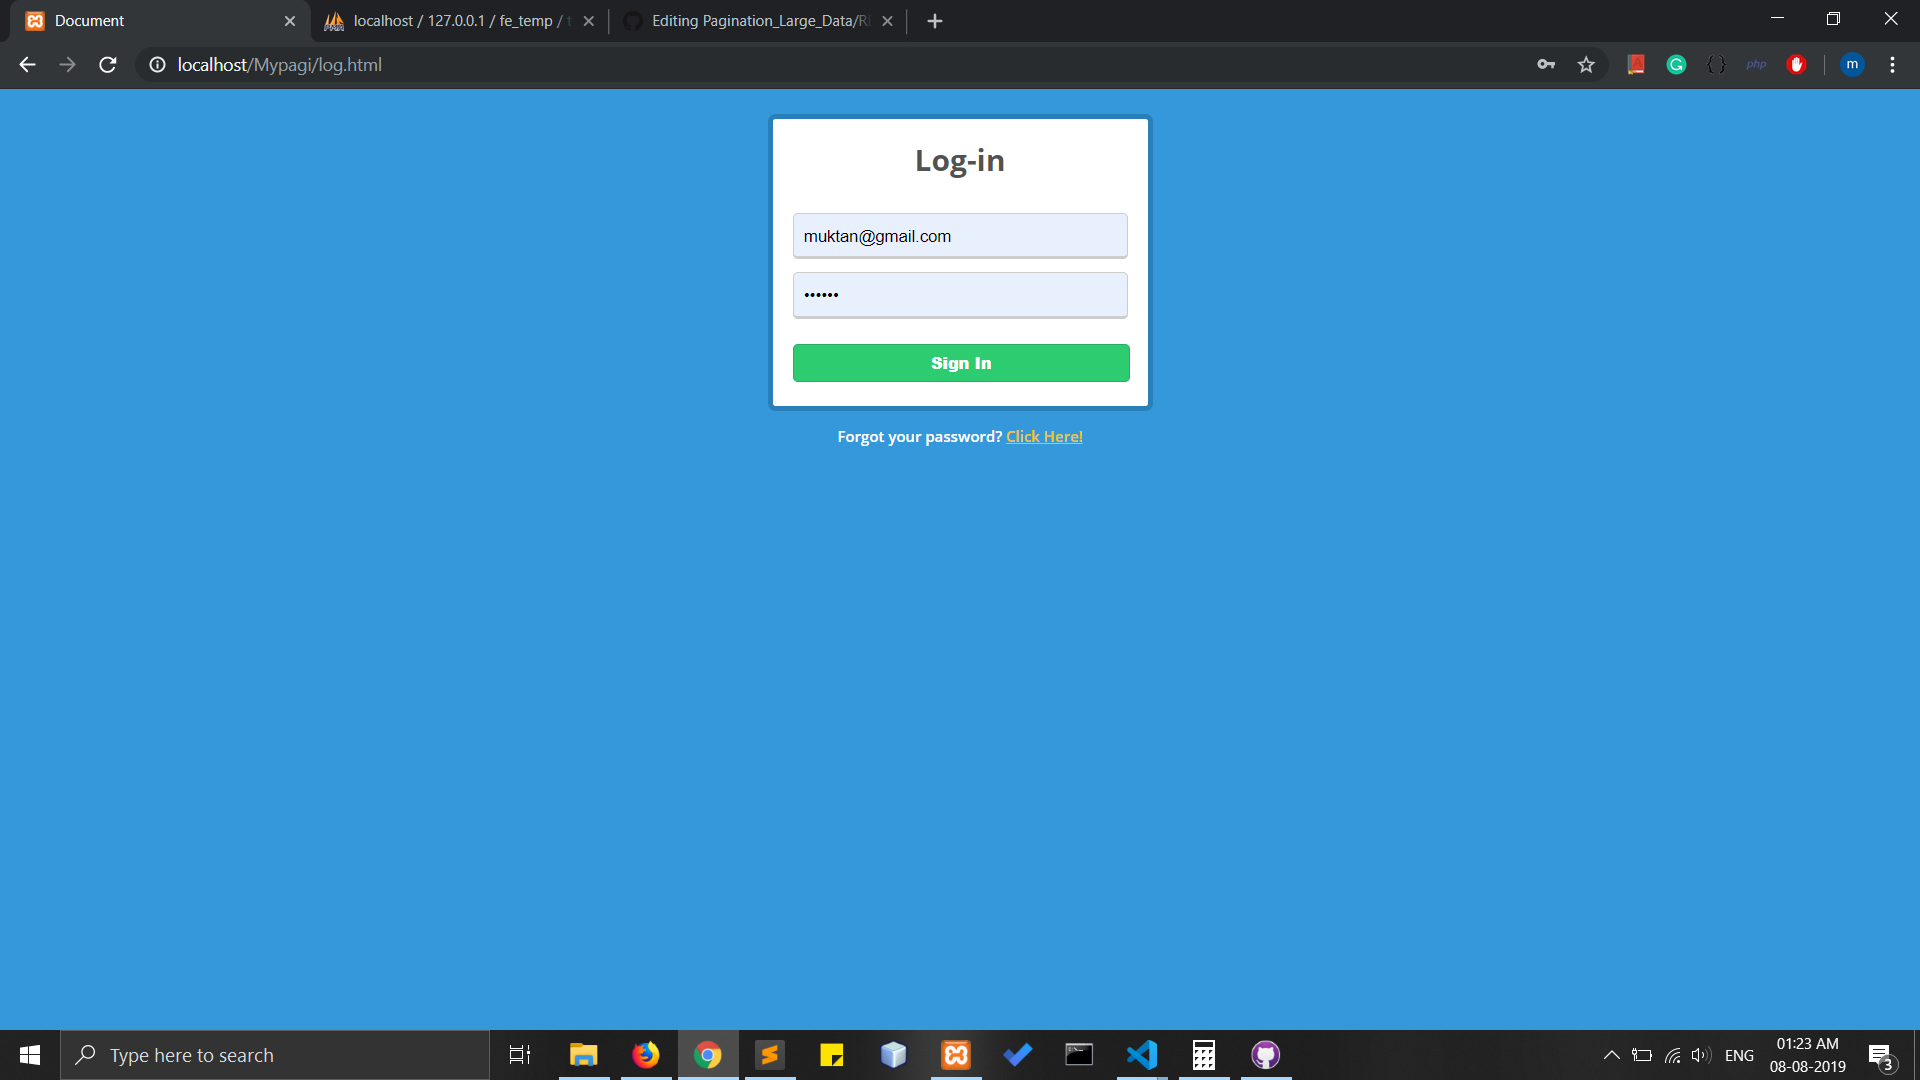 Document
localhost / 127.0.0.1 / fe_temp / t
Editing Pagination_Large_Data/RE
localhost/Mypagi/log.html
php
m
Log-in
muktan@gmail.com
••••••
Sign In
Forgot your password? Click Here!
Type here to search
ENG
01:23 AM
08-08-2019
3